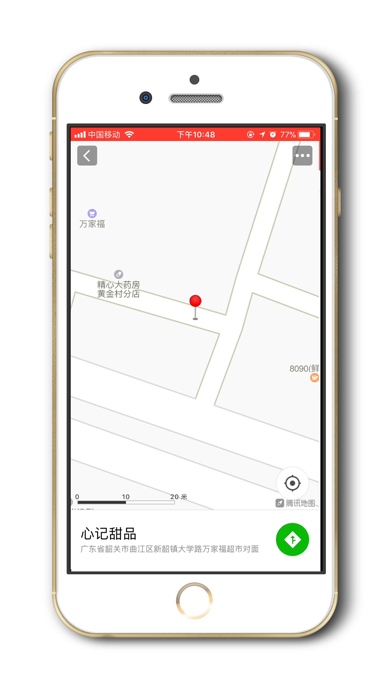 中国移动 下午10:48 77%
万家福
精心大药房
黄金村分店
8090(鲜
0 10 20 米
腾讯地图
心记甜品
广东省韶关市曲江区新韶镇大学路万家福超市对面